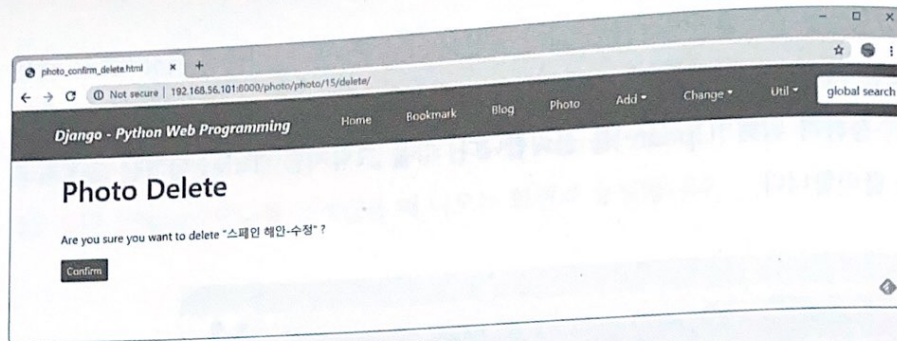 photo_confirm_delete.html
Not secure | 192.168.56.101:8000/photo/photo/15/delete/
Django - Python Web Programming Home Bookmark Blog Photo Add Change Util global search
Photo Delete
Are you sure you want to delete "스페인 해안-수정" ?
Confirm